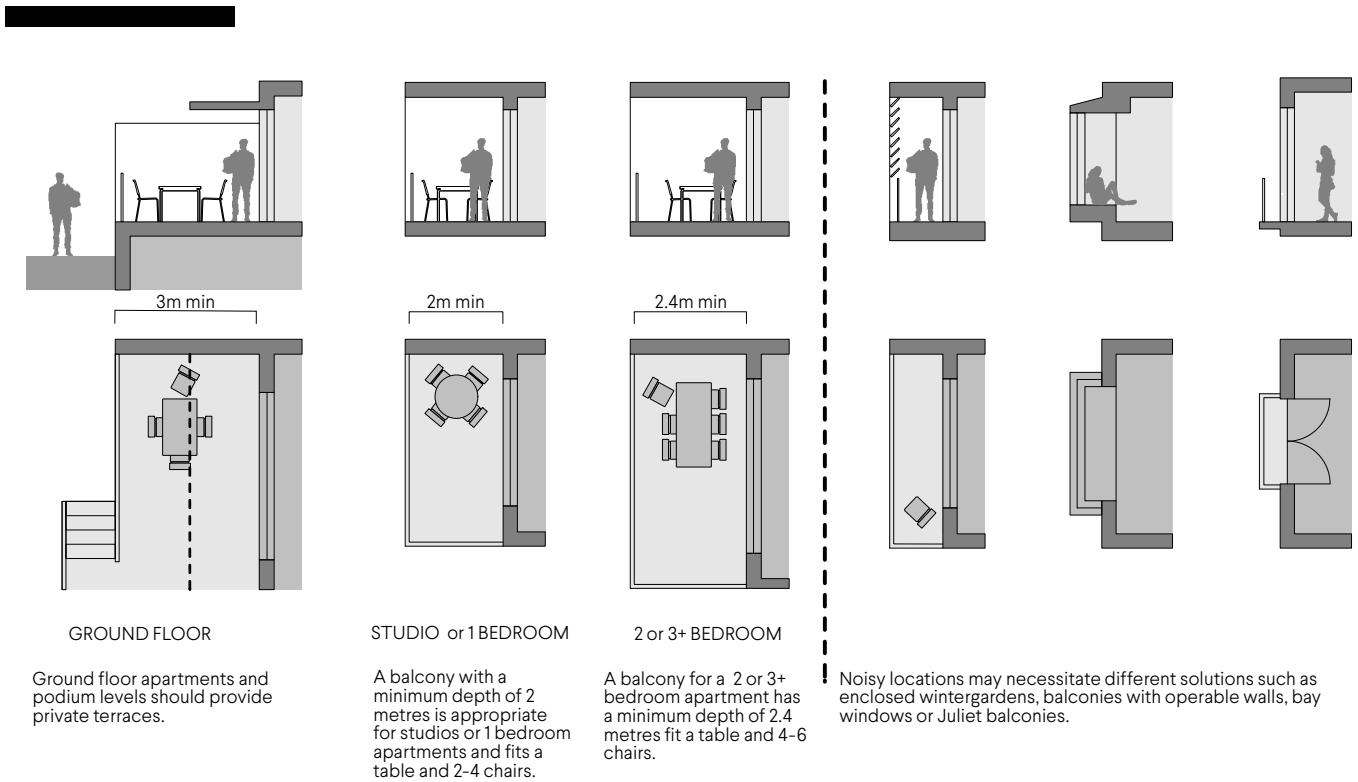 3m min
2m min
2.4m min
GROUND FLOOR
Ground floor apartments and
podium levels should provide
private terraces.
STUDIO or 1 BEDROOM
A balcony with a
minimum depth of 2
metres is appropriate
for studios or 1 bedroom
apartments and fits a
table and 2-4 chairs.
2 or 3+ BEDROOM
A balcony for a 2 or 3+
bedroom apartment has
a minimum depth of 2.4
metres fit a table and 4-6
chairs.
Noisy locations may necessitate different solutions such as
enclosed wintergardens, balconies with operable walls, bay
windows or Juliet balconies.